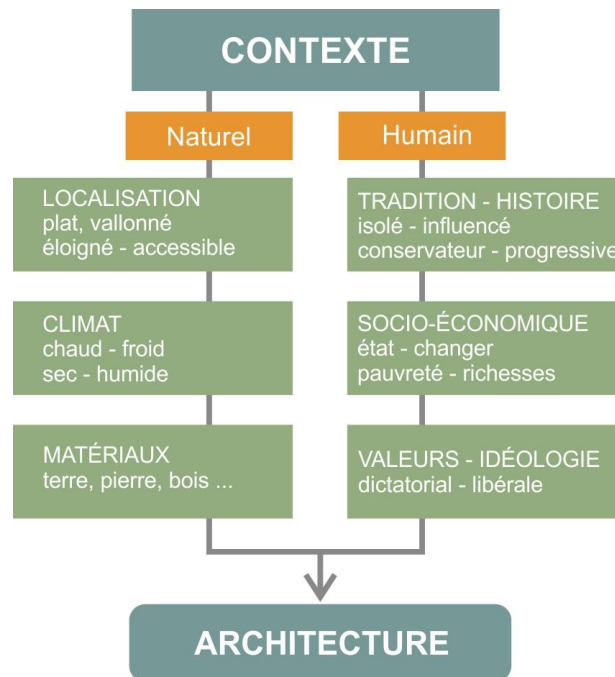 CONTEXTE
Naturel
LOCALISATION
plat, vallonné
éloigné - accessible
CLIMAT
chaud - froid
sec - humide
MATÉRIAUX
terre, pierre, bois ...
Humain
TRADITION - HISTOIRE
isolé - influencé
conservateur - progressive
SOCIO-ÉCONOMIQUE
état - changer
pauvreté - richesses
VALEURS - IDÉOLOGIE
dictatorial - libérale
ARCHITECTURE